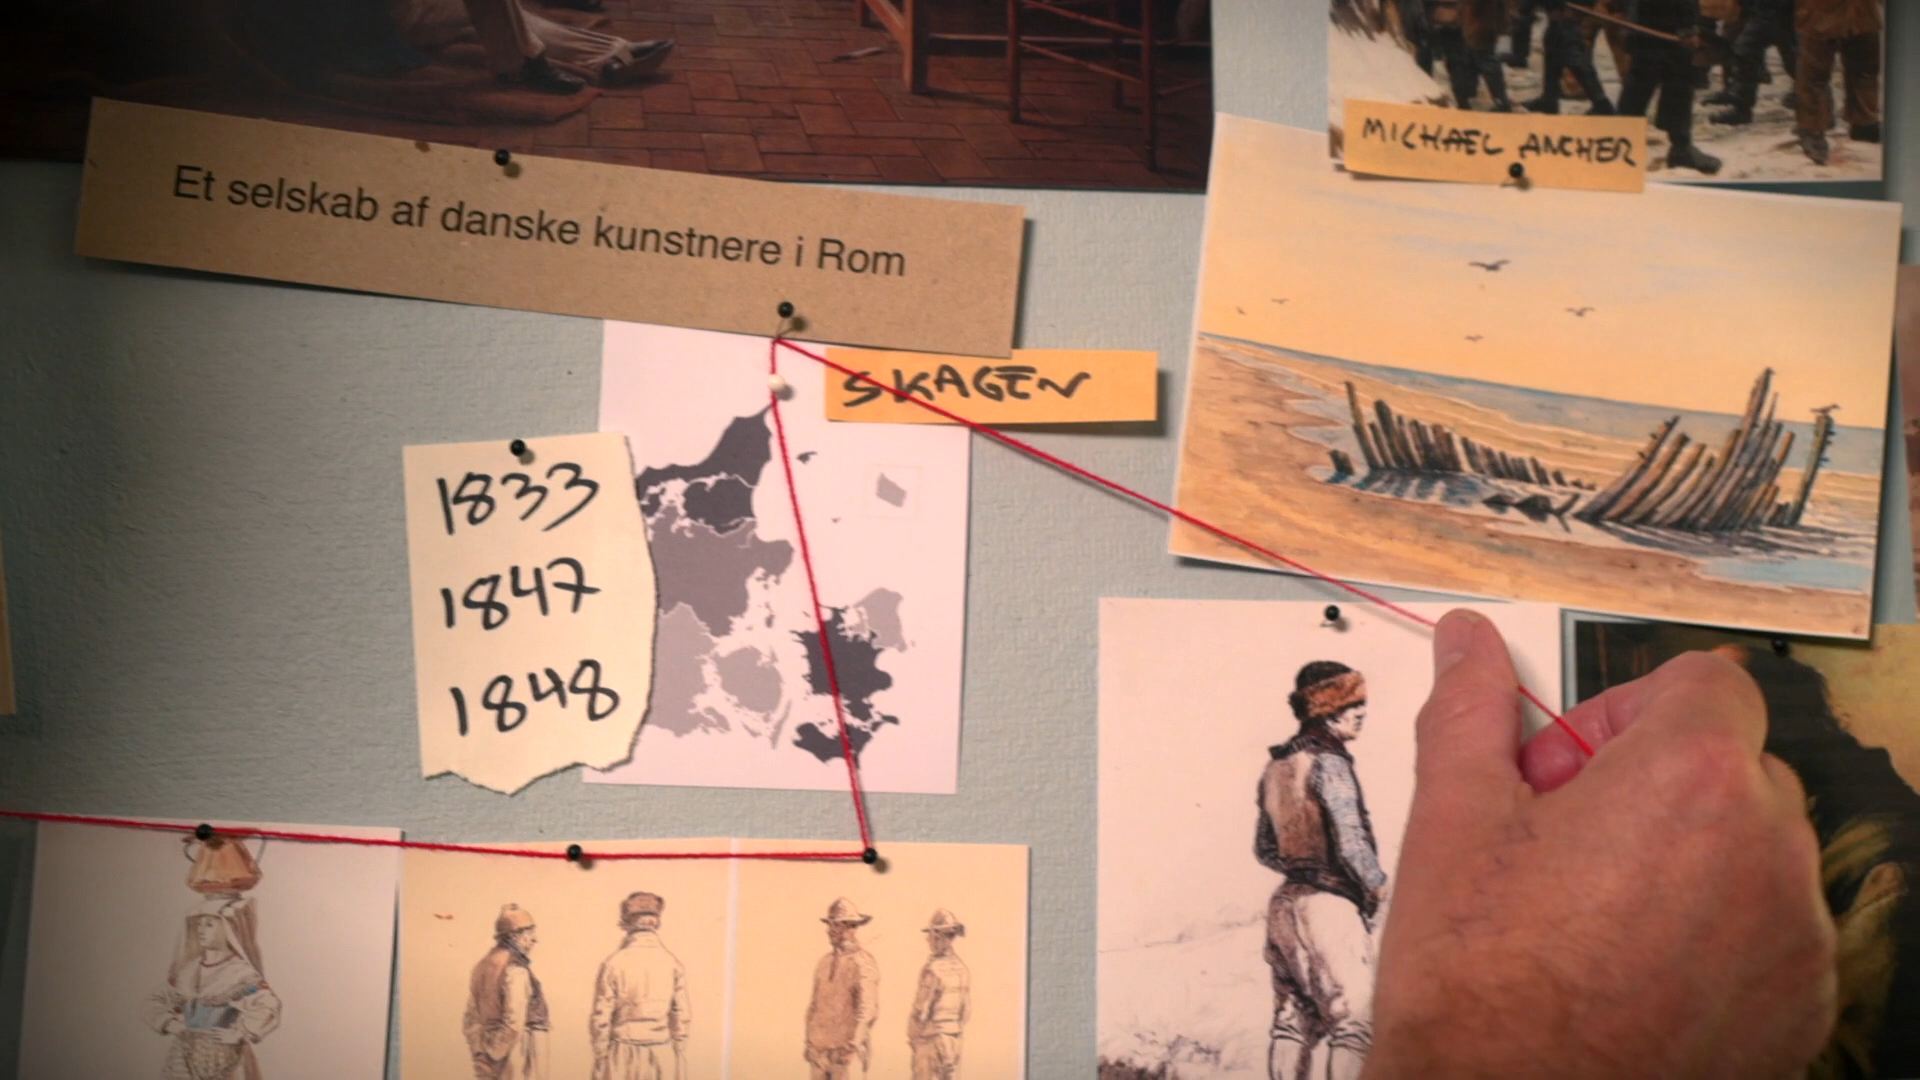 MICHAEL ANCHER
Et selskab af danske kunstnere i Rom
SKAGEN
1833
1847
1848